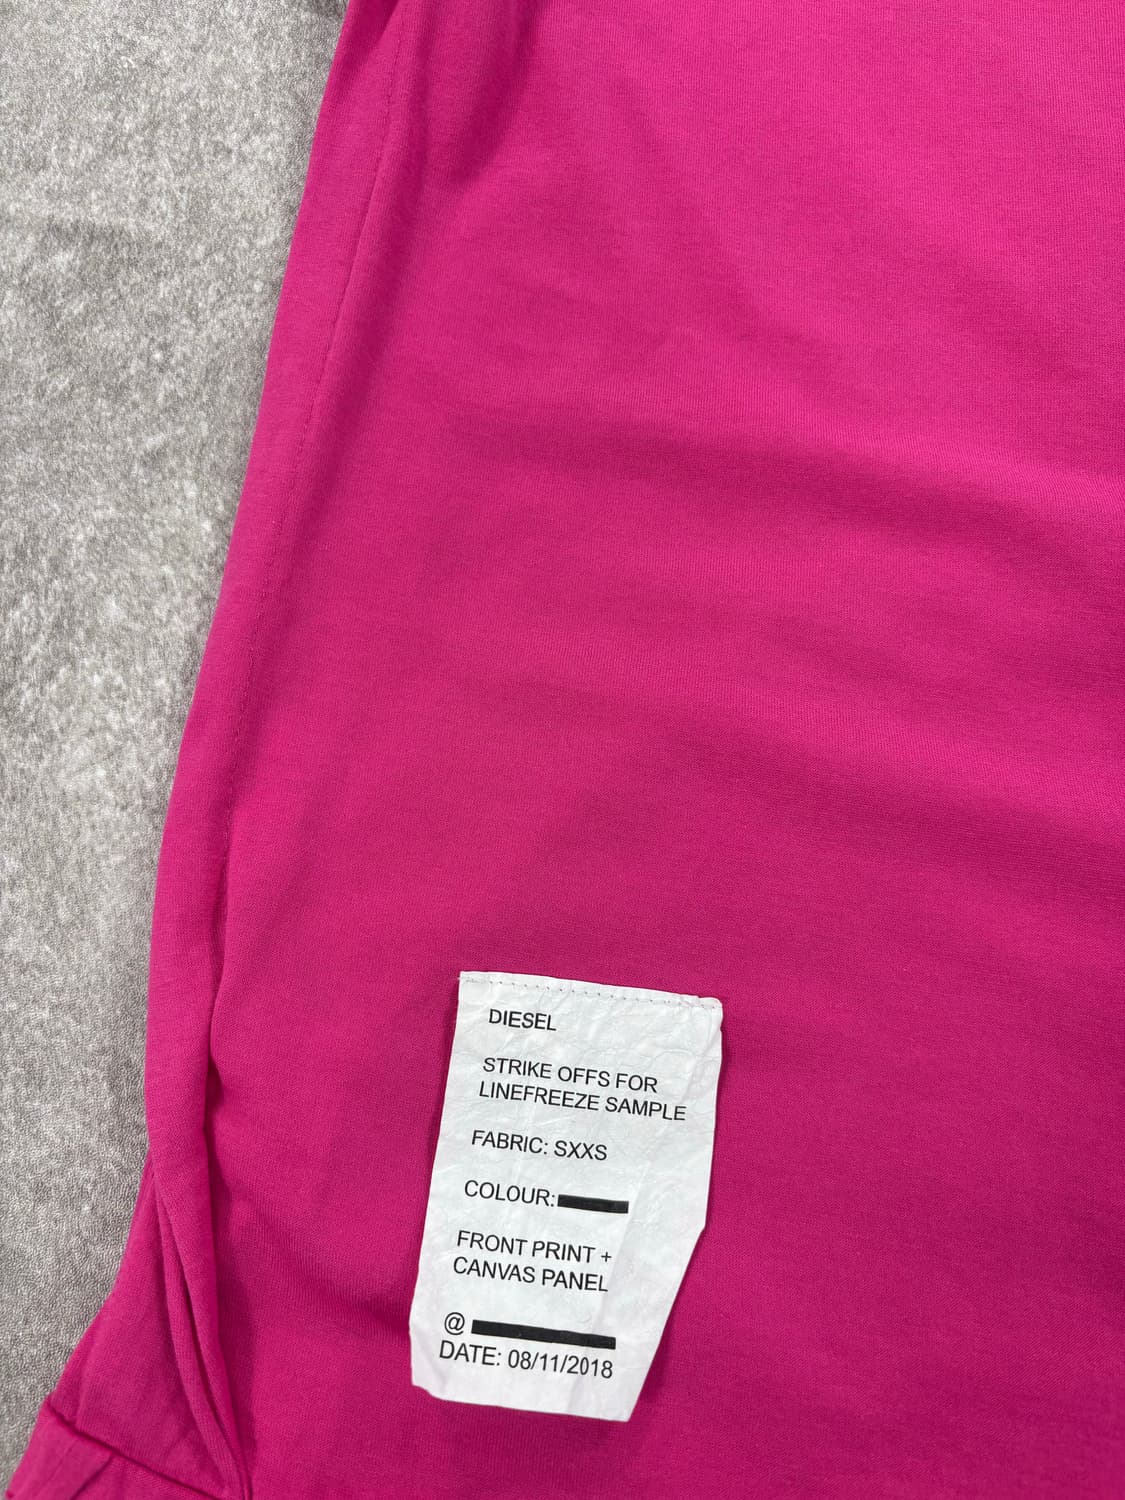 DIESEL
STRIKE OFFS FOR
LINEFREEZE SAMPLE
FABRIC: SXXS
COLOUR:
FRONT PRINT +
CANVAS PANEL
@
DATE: 08/11/2018